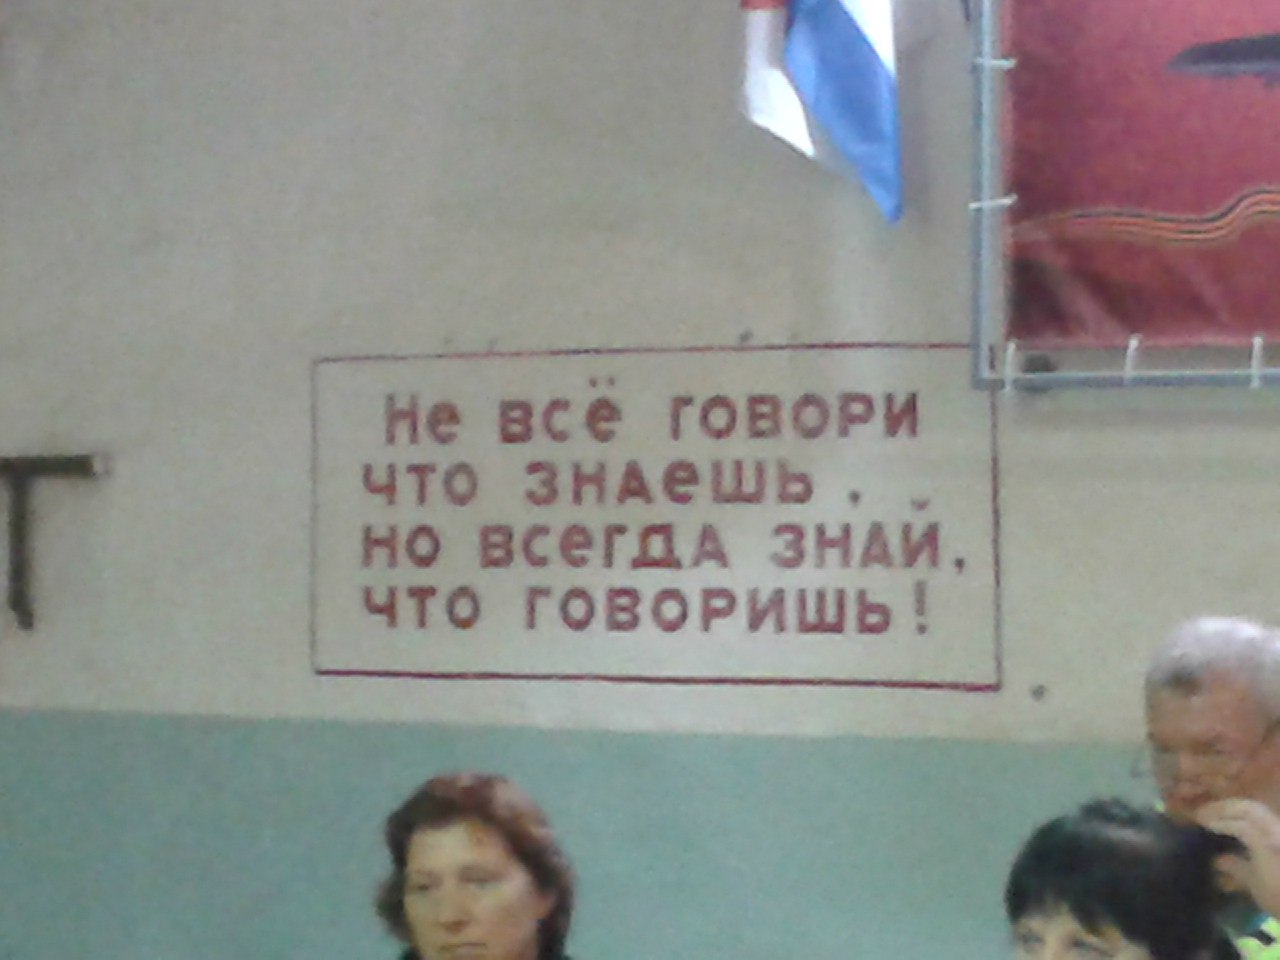 Не всё говори
что знаешь,
но всегда знай,
что говоришь!
Т